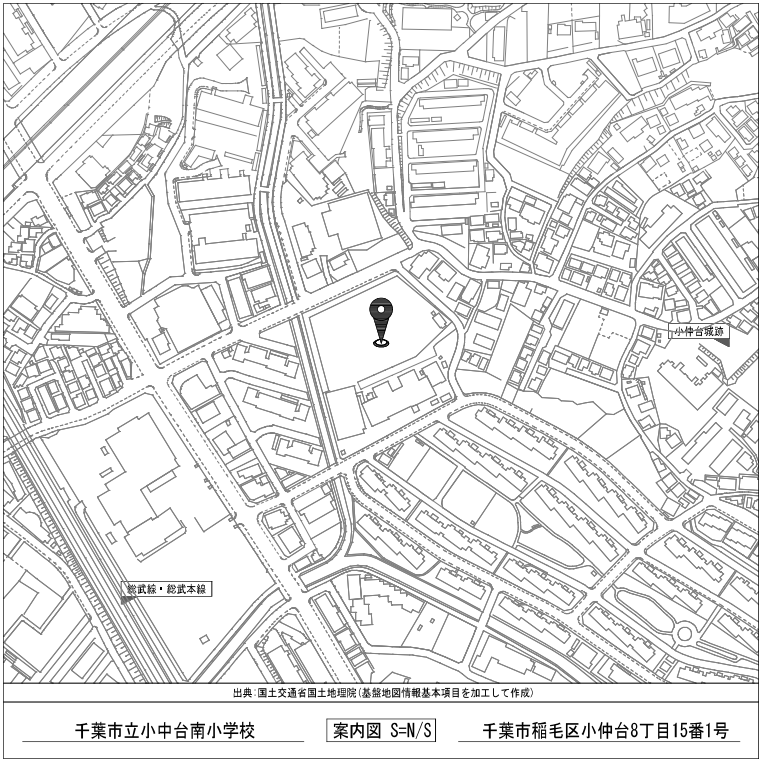 小仲台城跡
総武線・総武本線
出典:国土交通省国土地理院(基盤地図情報基本項目を加工して作成)
千葉市立小中台南小学校
案内図 S=N/S
千葉市稲毛区小仲台8丁目15番1号